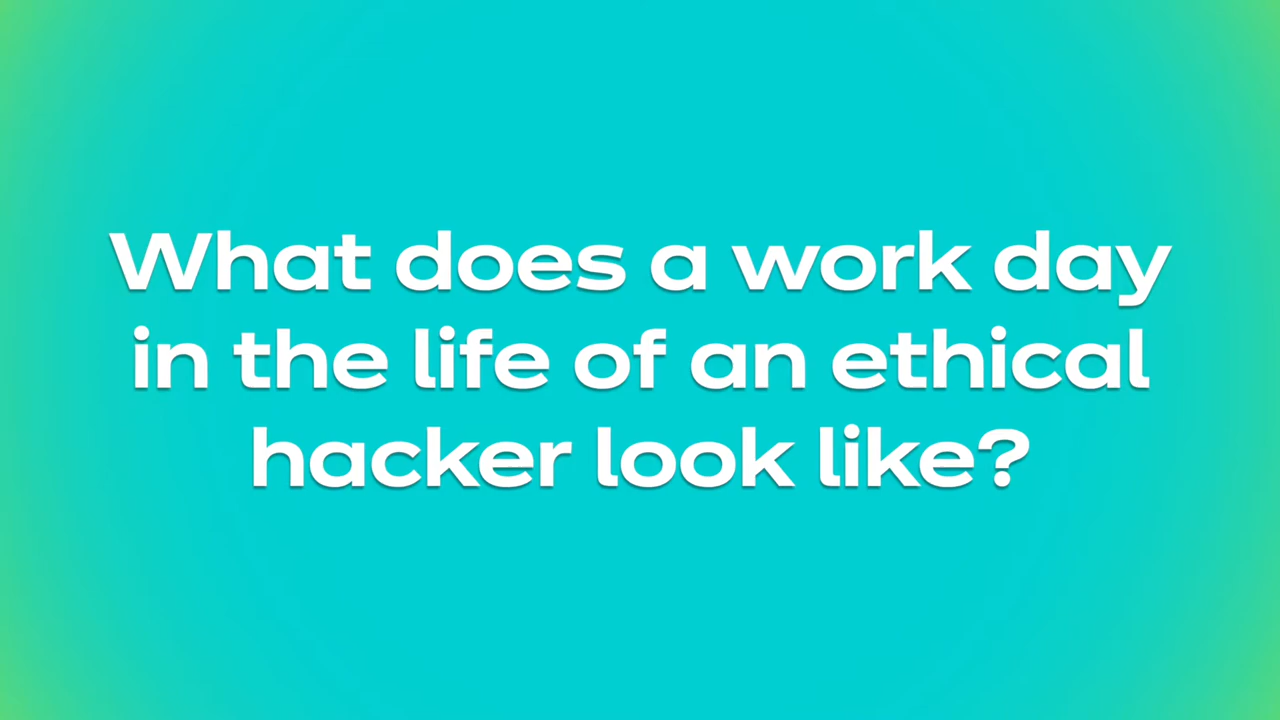 What does a work day
in the life of an ethical
hacker look like?